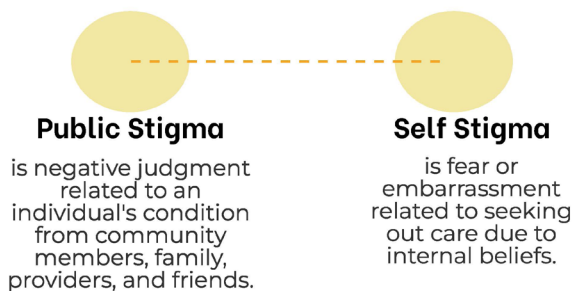 Public Stigma
is negative judgment
related to an
individual's condition
from community
members, family,
providers, and friends.
Self Stigma
is fear or
embarrassment
related to seeking
out care due to
internal beliefs.